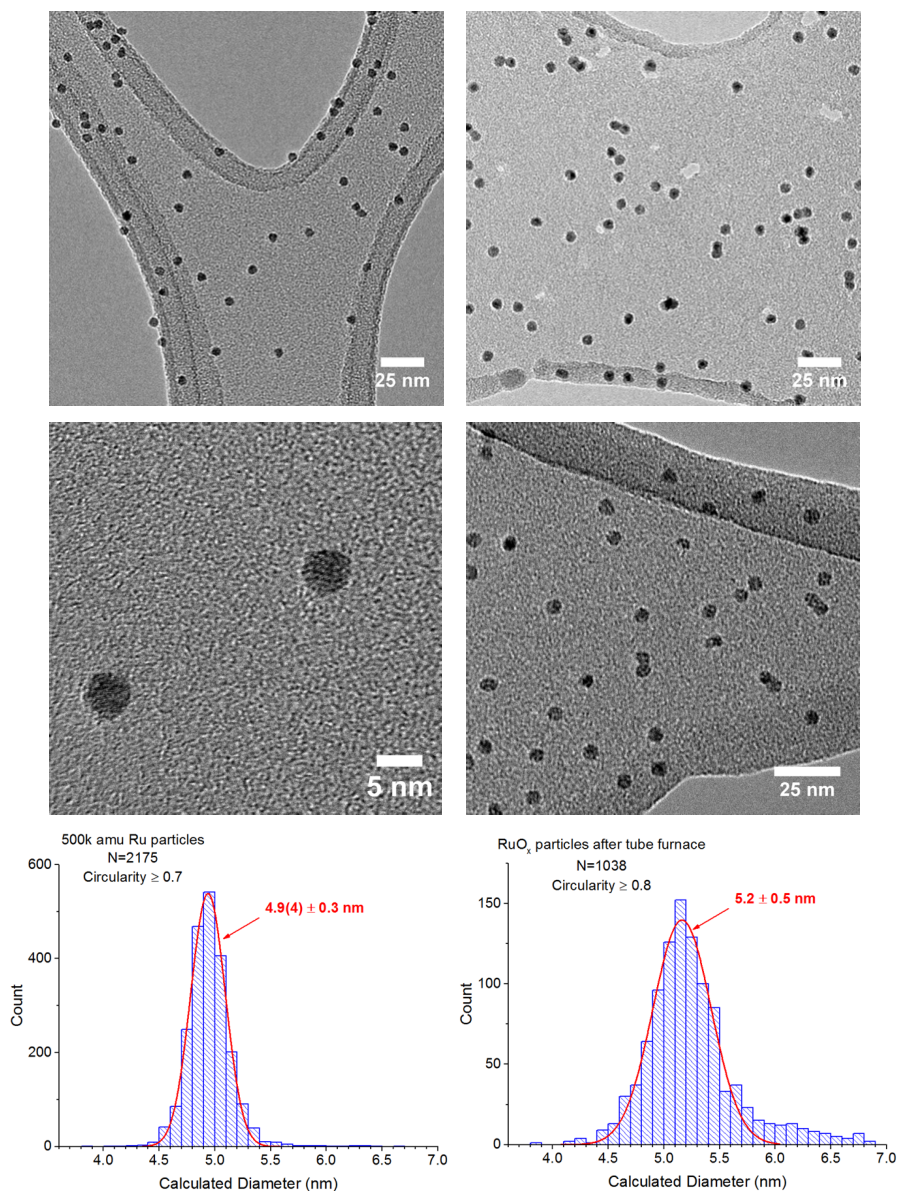 25 nm
25 nm
5 nm
25 nm
500k amu Ru particles
N=2175
Circularity ≥ 0.7
4.9(4) ± 0.3 nm
600
400
200
0
Count
4.0 4.5 5.0 5.5 6.0 6.5 7.0
Calculated Diameter (nm)
RuOₓ particles after tube furnace
N=1038
Circularity ≥ 0.8
5.2 ± 0.5 nm
150
100
50
0
Count
4.0 4.5 5.0 5.5 6.0 6.5 7.0
Calculated Diameter (nm)